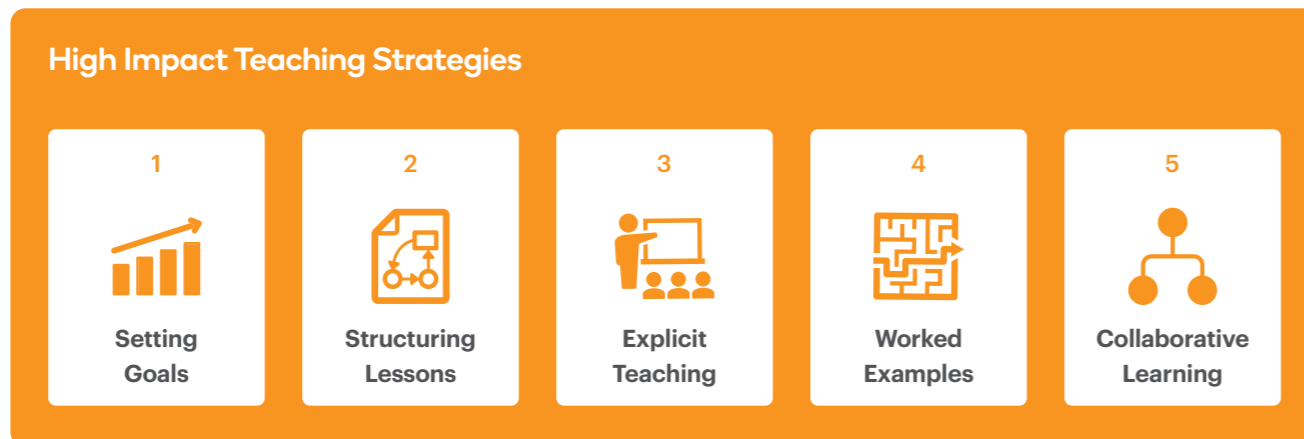 High Impact Teaching Strategies
1
Setting
Goals
2
Structuring
Lessons
3
Explicit
Teaching
4
Worked
Examples
5
Collaborative
Learning